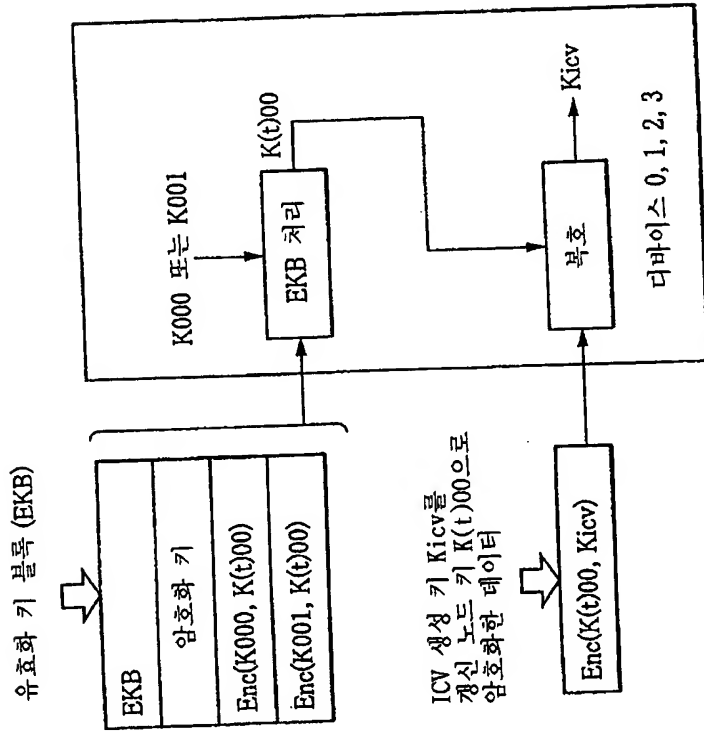 유효화 키 블록 (EKB)
EKB
암호화 키
Enc(K000, K(t)00)
Enc(K001, K(t)00)
K000 또는 K001
EKB 처리
K(t)00
ICV 생성 키 Kicv를
갱신 노드 키 K(t)00으로
암호화한 데이터
Enc(K(t)00, Kicv)
복호
Kicv
디바이스 0, 1, 2, 3